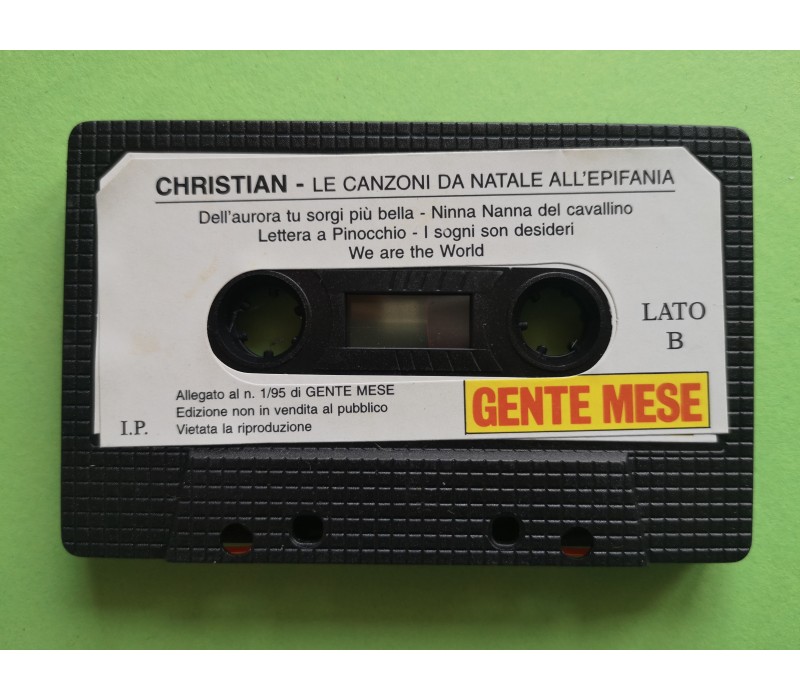 CHRISTIAN - LE CANZONI DA NATALE ALL'EPIFANIA
Dell'aurora tu sorgi più bella - Ninna Nanna del cavallino
Lettera a Pinocchio - I sogni son desideri
We are the World
LATO
B
Allegato al n. 1/95 di GENTE MESE
Edizione non in vendita al pubblico
Vietata la riproduzione
I.P.
GENTE MESE